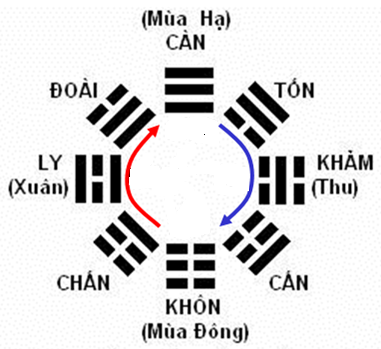 (Mùa Hạ)
CÀN
ĐOÀI
TỐN
LY
(Xuân)
KHẢM
(Thu)
CHẤN
CẤN
KHÔN
(Mùa Đông)